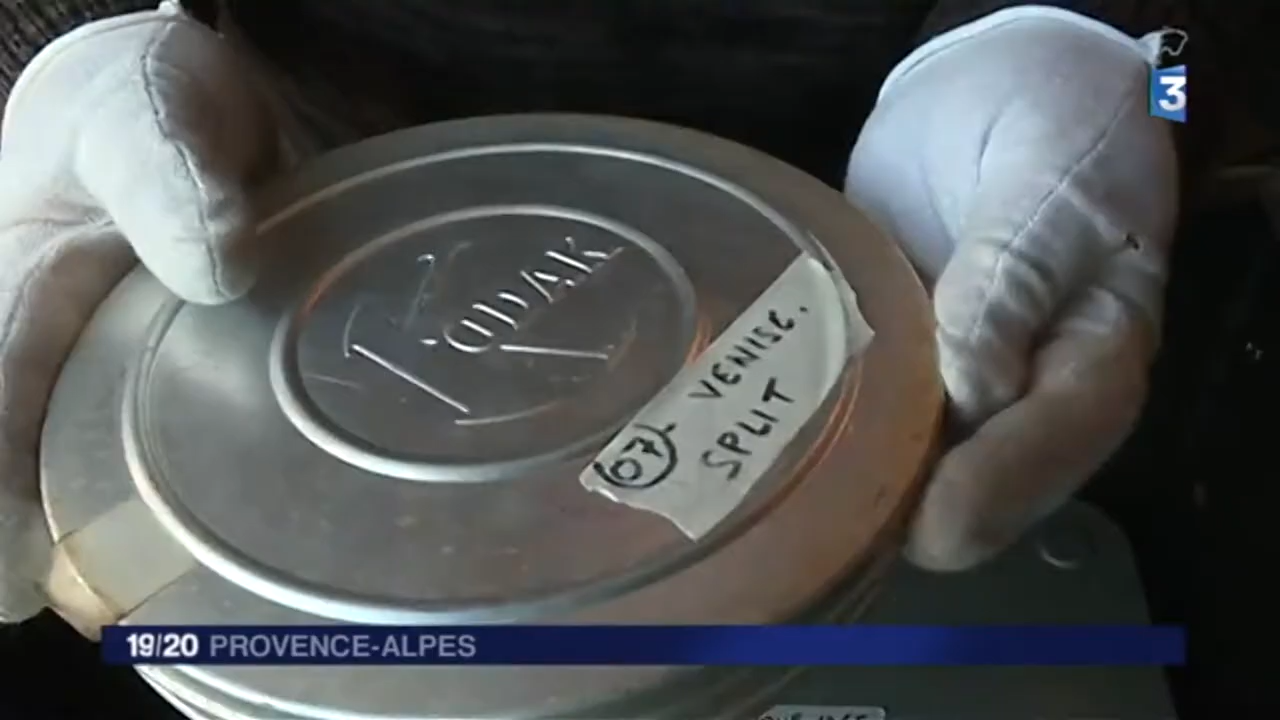 3
KODAK
07 VENISE.
SPLIT
19/20 PROVENCE-ALPES